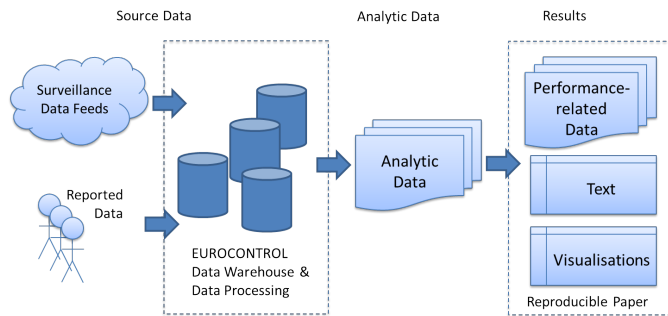 Source Data
Analytic Data
Results
Surveillance
Data Feeds
Reported
Data
EUROCONTROL
Data Warehouse &
Data Processing
Analytic
Data
Performance-
related
Data
Text
Visualisations
Reproducible Paper